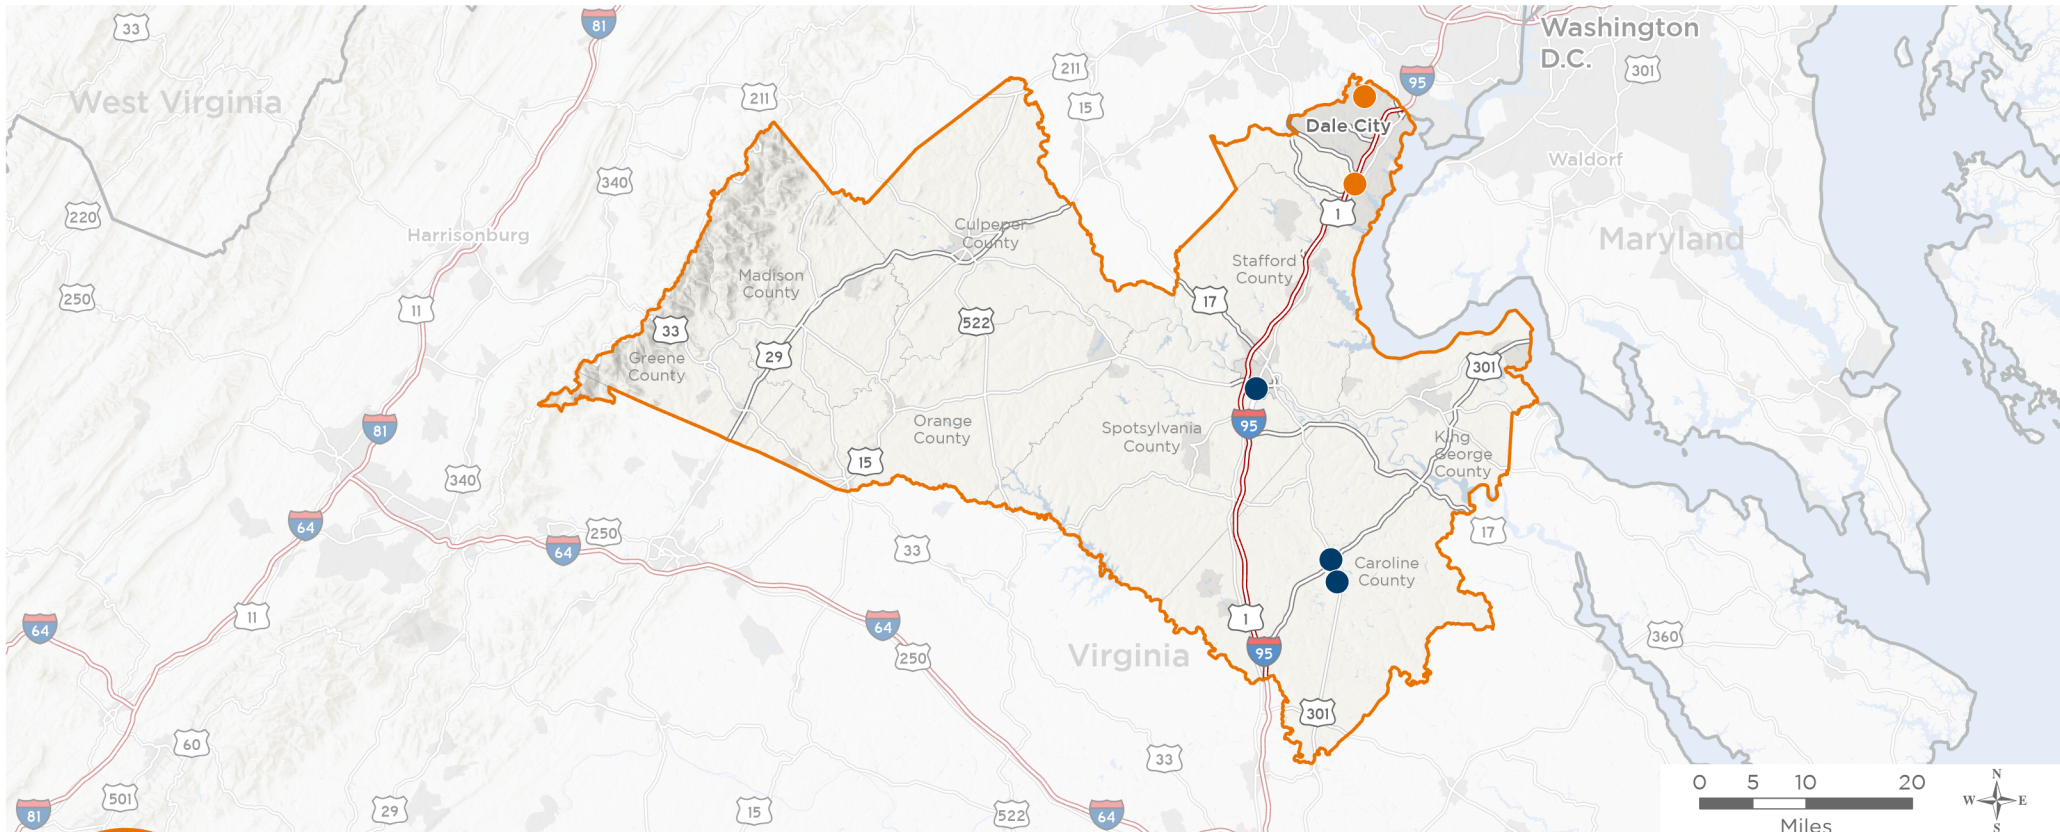 33
81
Washington
D.C.
211
301
95
211
15
West Virginia
Dale City
Waldorf
340
220
1
Harrisonburg
Culpeper
County
Maryland
Stafford
County
Madison
County
250
11
17
522
33
29
Greene
County
301
Orange
County
81
95
Spotsylvania
County
King
George
County
15
340
64
250
64
33
17
Caroline
County
11
64
64
1
360
Virginia
250
95
301
60
33
501
29
15
522
64
81
0 5 10 20
Miles
N
W E
S